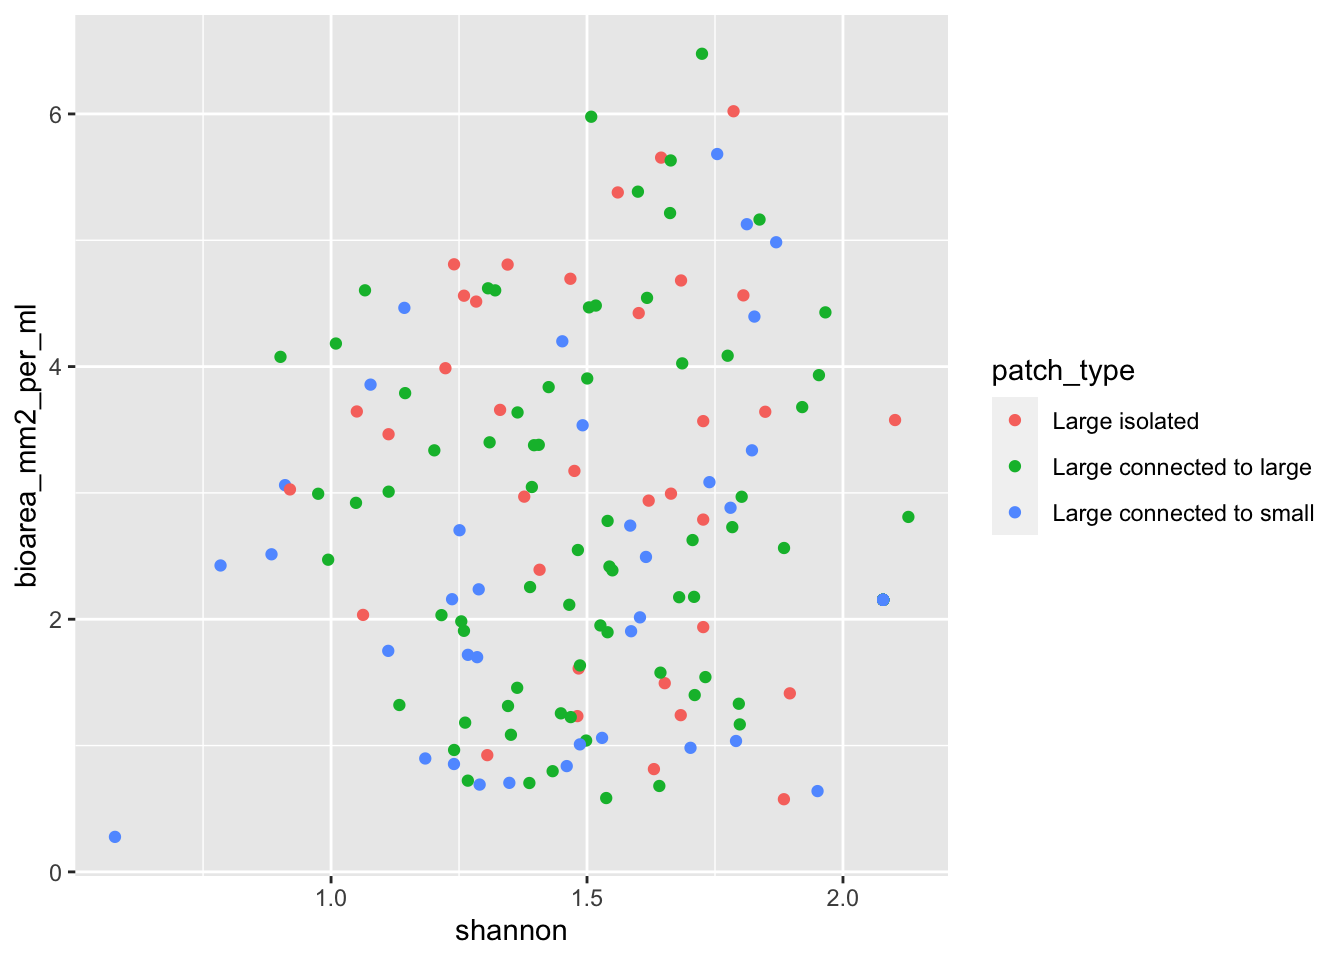 6
4
2
0
bioarea_mm2_per_ml
1.0 1.5 2.0
shannon
patch_type
Large isolated
Large connected to large
Large connected to small